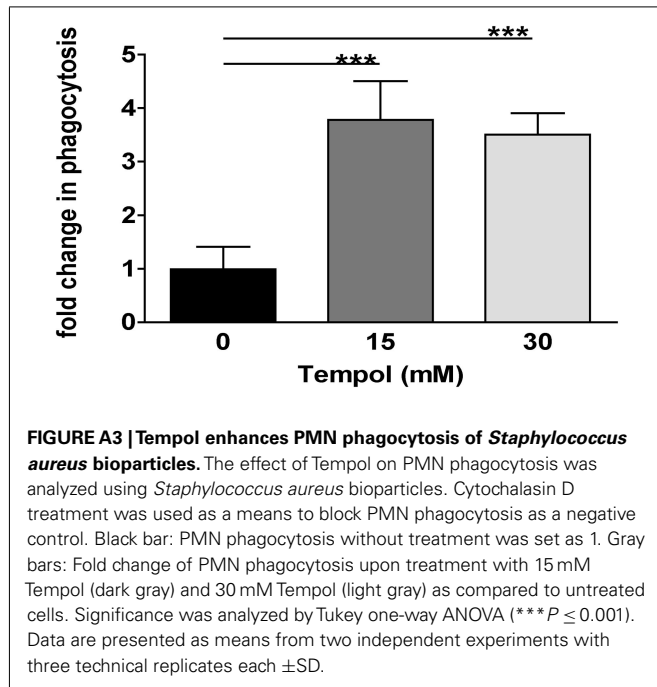 ***
***
fold change in phagocytosis
5
4
3
2
1
0
0 15 30
Tempol (mM)
FIGURE A3 | Tempol enhances PMN phagocytosis of Staphylococcus
aureus bioparticles. The effect of Tempol on PMN phagocytosis was
analyzed using Staphylococcus aureus bioparticles. Cytochalasin D
treatment was used as a means to block PMN phagocytosis as a negative
control. Black bar: PMN phagocytosis without treatment was set as 1. Gray
bars: Fold change of PMN phagocytosis upon treatment with 15 mM
Tempol (dark gray) and 30 mM Tempol (light gray) as compared to untreated
cells. Significance was analyzed by Tukey one-way ANOVA (***P ≤ 0.001).
Data are presented as means from two independent experiments with
three technical replicates each ±SD.